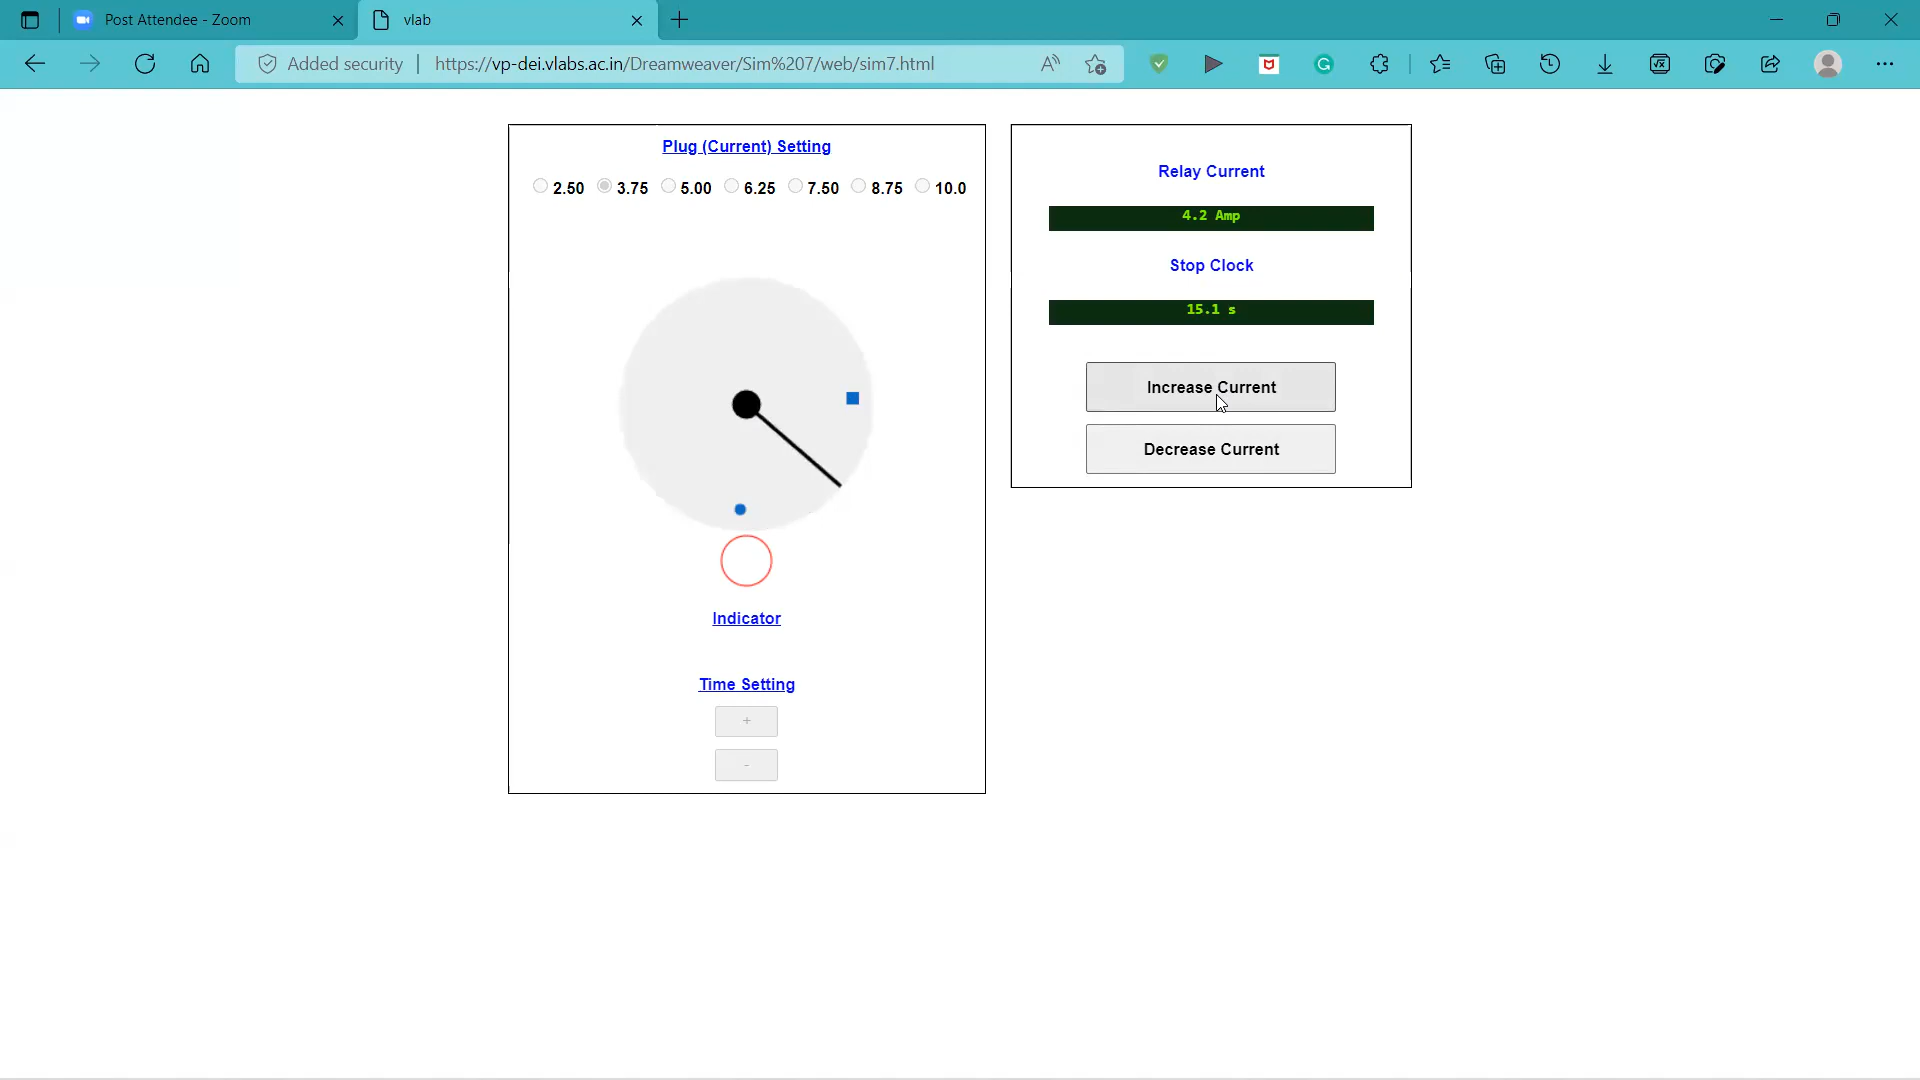 Post Attendee - Zoom
vlab
Added security
https://vp-dei.vlabs.ac.in/Dreamweaver/Sim%207/web/sim7.html
Plug (Current) Setting
2.50 3.75 5.00 6.25 7.50 8.75 10.0
Indicator
Time Setting
+
-
Relay Current
4.2 Amp
Stop Clock
15.1 s
Increase Current
Decrease Current